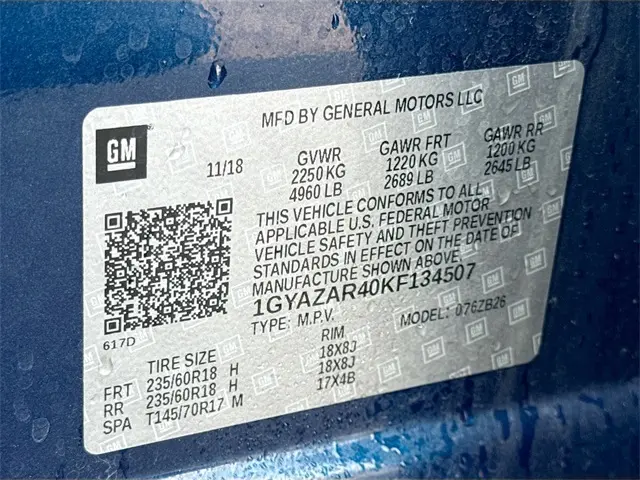 MFD BY GENERAL MOTORS LLC
GM
11/18
GVWR GAWR FRT GAWR RR
2250 KG 1220 KG 1200 KG
4960 LB 2689 LB 2645 LB
THIS VEHICLE CONFORMS TO ALL
APPLICABLE U.S. FEDERAL MOTOR
VEHICLE SAFETY AND THEFT PREVENTION
STANDARDS IN EFFECT ON THE DATE OF
MANUFACTURE SHOWN ABOVE.
1GYAZAR40KF134507
TYPE: M.P.V. MODEL: 076ZB26
617D
TIRE SIZE RIM
FRT 235/60R18 H 18X8J
RR 235/60R18 H 18X8J
SPA T145/70R17 M 17X4B